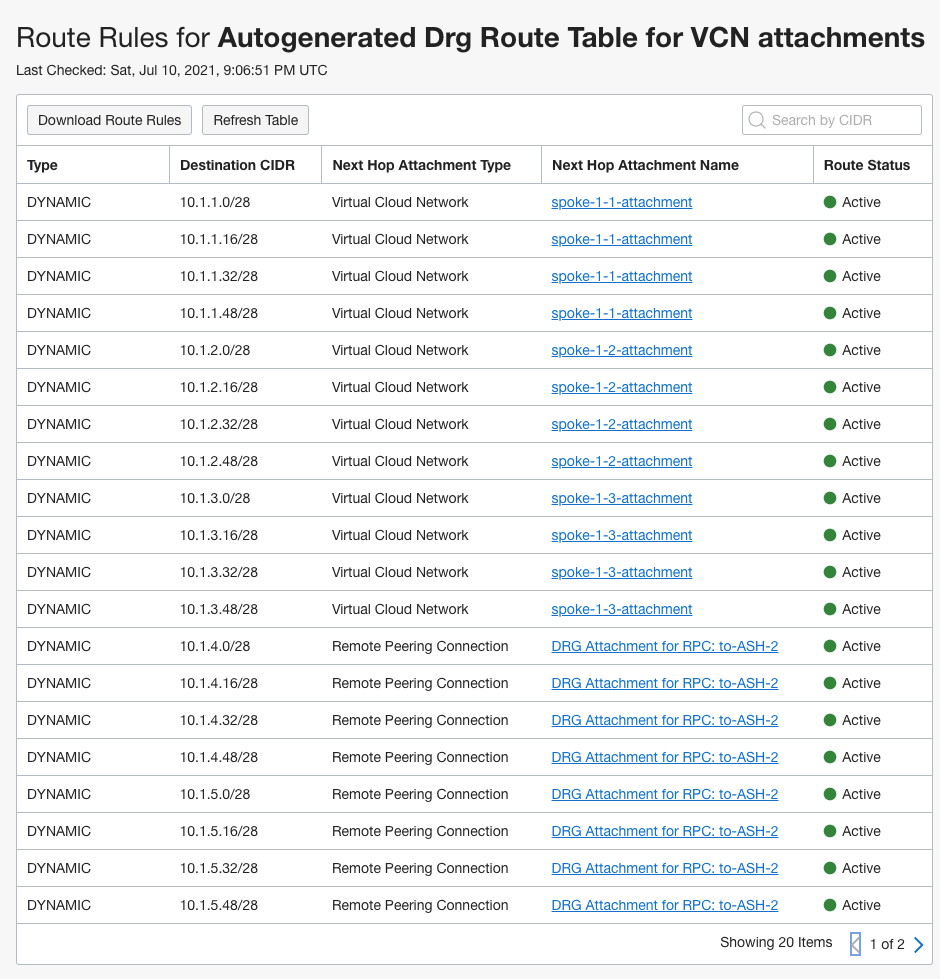 Route Rules for Autogenerated Drg Route Table for VCN attachments
Last Checked: Sat, Jul 10, 2021, 9:06:51 PM UTC
Download Route Rules Refresh Table Search by CIDR
Type Destination CIDR Next Hop Attachment Type Next Hop Attachment Name Route Status
DYNAMIC 10.1.1.0/28 Virtual Cloud Network spoke-1-1-attachment Active
DYNAMIC 10.1.1.16/28 Virtual Cloud Network spoke-1-1-attachment Active
DYNAMIC 10.1.1.32/28 Virtual Cloud Network spoke-1-1-attachment Active
DYNAMIC 10.1.1.48/28 Virtual Cloud Network spoke-1-1-attachment Active
DYNAMIC 10.1.2.0/28 Virtual Cloud Network spoke-1-2-attachment Active
DYNAMIC 10.1.2.16/28 Virtual Cloud Network spoke-1-2-attachment Active
DYNAMIC 10.1.2.32/28 Virtual Cloud Network spoke-1-2-attachment Active
DYNAMIC 10.1.2.48/28 Virtual Cloud Network spoke-1-2-attachment Active
DYNAMIC 10.1.3.0/28 Virtual Cloud Network spoke-1-3-attachment Active
DYNAMIC 10.1.3.16/28 Virtual Cloud Network spoke-1-3-attachment Active
DYNAMIC 10.1.3.32/28 Virtual Cloud Network spoke-1-3-attachment Active
DYNAMIC 10.1.3.48/28 Virtual Cloud Network spoke-1-3-attachment Active
DYNAMIC 10.1.4.0/28 Remote Peering Connection DRG Attachment for RPC: to-ASH-2 Active
DYNAMIC 10.1.4.16/28 Remote Peering Connection DRG Attachment for RPC: to-ASH-2 Active
DYNAMIC 10.1.4.32/28 Remote Peering Connection DRG Attachment for RPC: to-ASH-2 Active
DYNAMIC 10.1.4.48/28 Remote Peering Connection DRG Attachment for RPC: to-ASH-2 Active
DYNAMIC 10.1.5.0/28 Remote Peering Connection DRG Attachment for RPC: to-ASH-2 Active
DYNAMIC 10.1.5.16/28 Remote Peering Connection DRG Attachment for RPC: to-ASH-2 Active
DYNAMIC 10.1.5.32/28 Remote Peering Connection DRG Attachment for RPC: to-ASH-2 Active
DYNAMIC 10.1.5.48/28 Remote Peering Connection DRG Attachment for RPC: to-ASH-2 Active
Showing 20 Items 1 of 2